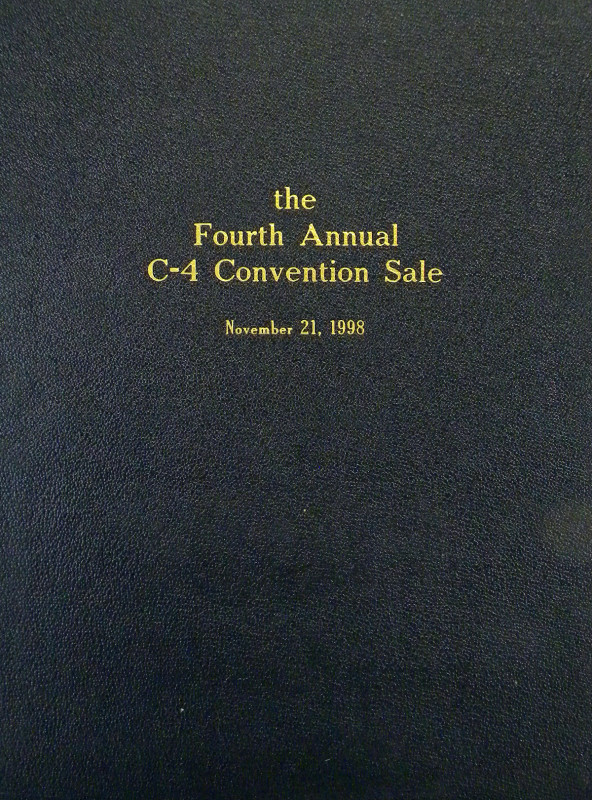 the
Fourth Annual
C-4 Convention Sale
November 21, 1998